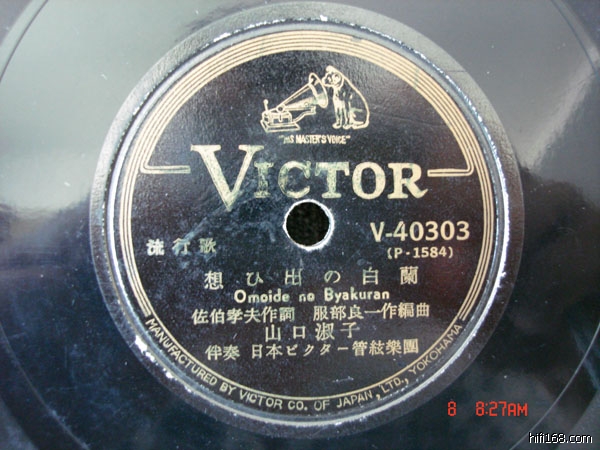 "HIS MASTER'S VOICE"
VICTOR
流行歌
V-40303
(P-1584)
想ひ出の白蘭
Omoide no Byakuran
佐伯孝夫作詞 服部良一作編曲
山口淑子
伴奏 日本ビクター管絃樂團
MANUFACTURED BY VICTOR CO. OF JAPAN, LTD., YOKOHAMA
8 8:27AM
hifi168.com